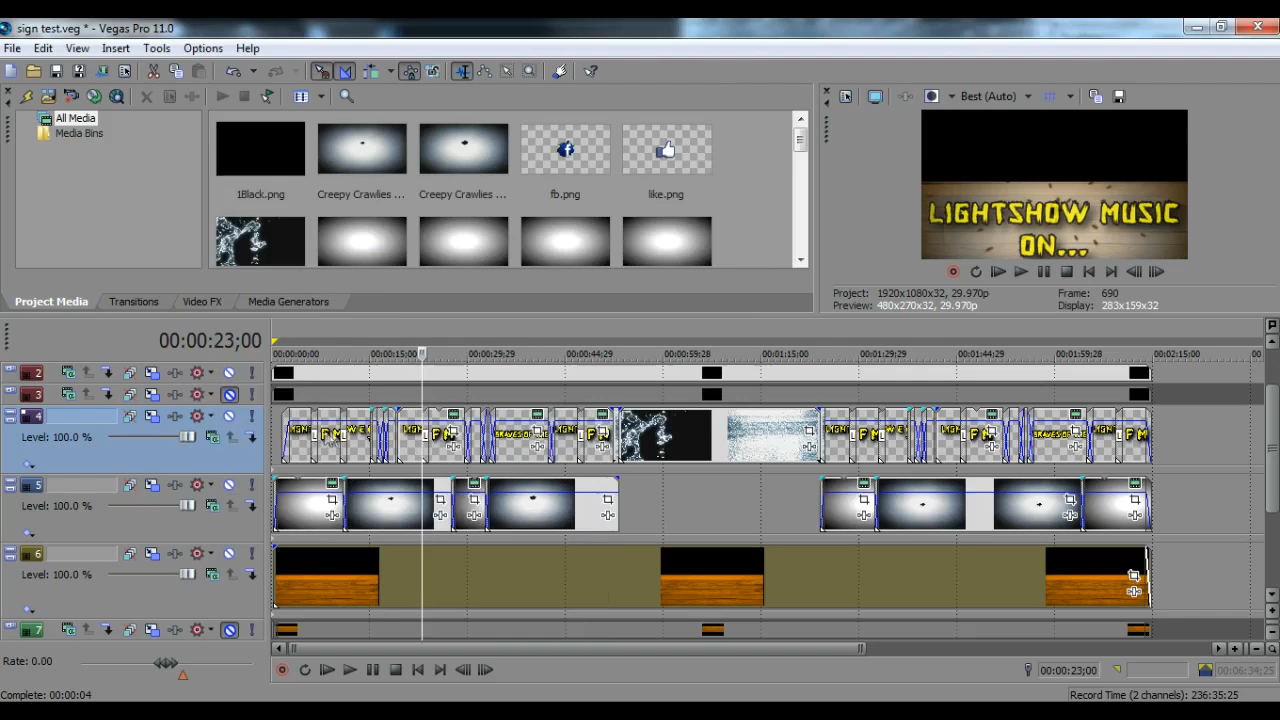 sign test.veg * - Vegas Pro 11.0
File Edit View Insert Tools Options Help
Best (Auto)
All Media
Media Bins
1Black.png Creepy Crawlies ... Creepy Crawlies ... fb.png like.png
LIGHTSHOW MUSIC
ON...
Project Media Transitions Video FX Media Generators
Project: 1920x1080x32, 29.970p Frame: 690
Preview: 480x270x32, 29.970p Display: 283x159x32
00:00:23;00
00:00:00;00 00:00:15;00 00:00:29;29 00:00:44;29 00:00:59;28 00:01:15;00 00:01:29;29 00:01:44;29 00:01:59;28 00:02:15;00 00:
2
3
4
Level: 100.0 %
5
Level: 100.0 %
6
Level: 100.0 %
7
Rate: 0.00
00:00:23;00 00:06:34;25
Complete: 00:00:04
Record Time (2 channels): 236:35:25